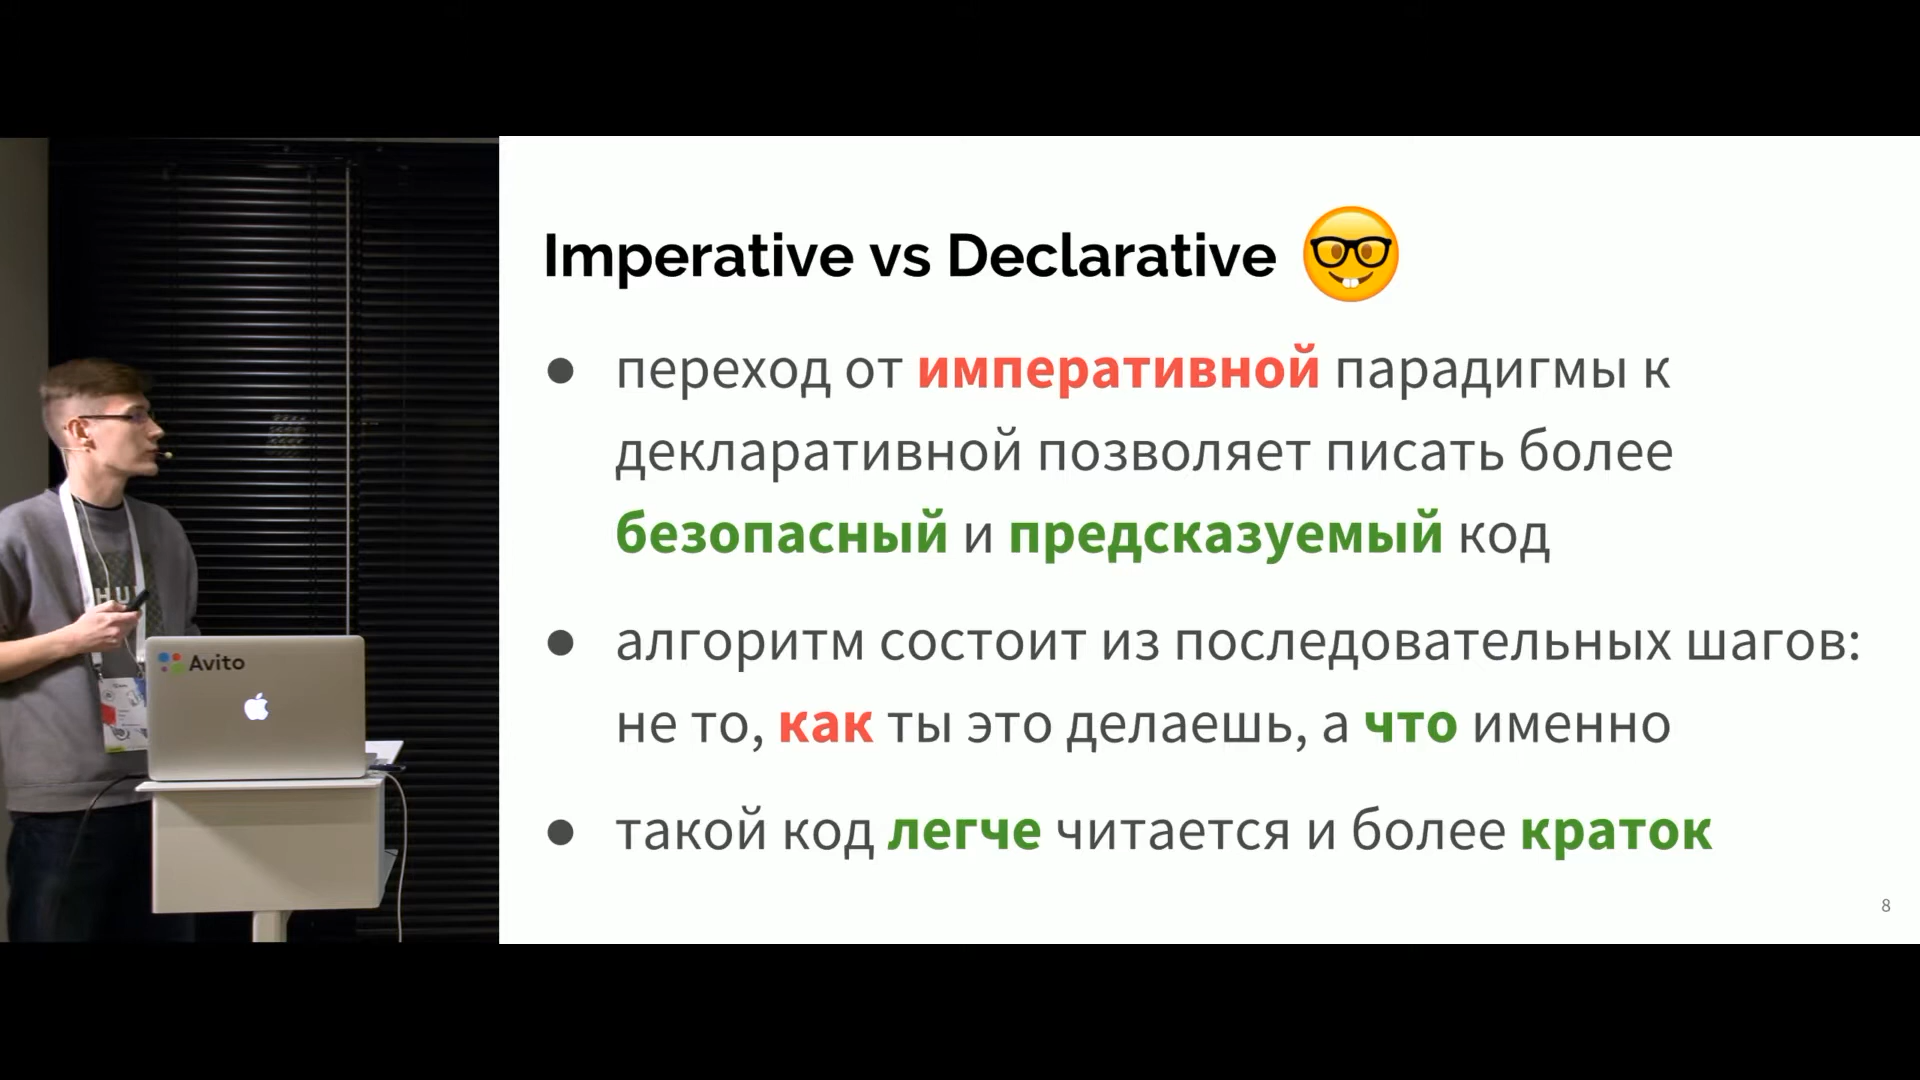 Imperative vs Declarative
● переход от императивной парадигмы к
декларативной позволяет писать более
безопасный и предсказуемый код
● алгоритм состоит из последовательных шагов:
не то, как ты это делаешь, а что именно
● такой код легче читается и более краток
8
Avito
HU